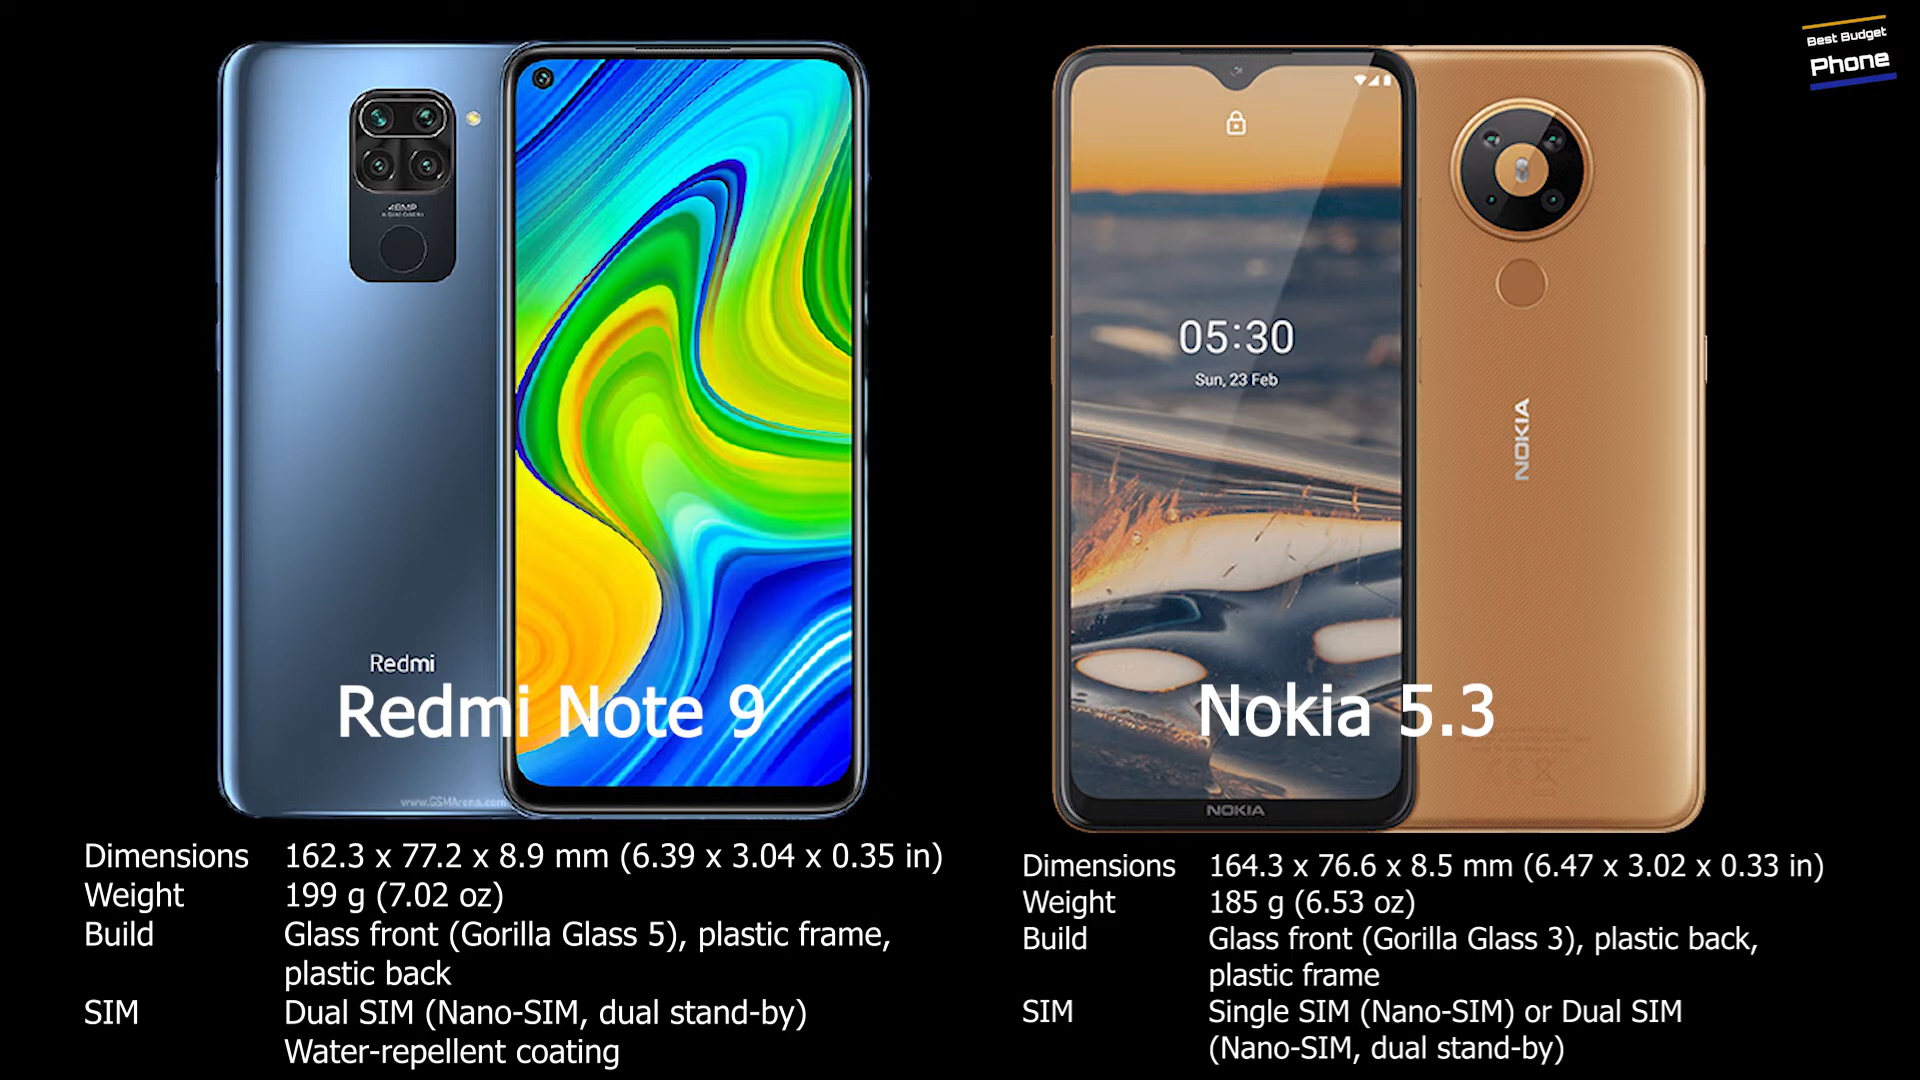 Best Budget
Phone
48MP
05:30
Sun, 23 Feb
NOKIA
Redmi
Redmi Note 9
Nokia 5.3
www.GSMArena.com
NOKIA
Dimensions 162.3 x 77.2 x 8.9 mm (6.39 x 3.04 x 0.35 in)
Weight 199 g (7.02 oz)
Build Glass front (Gorilla Glass 5), plastic frame,
plastic back
SIM Dual SIM (Nano-SIM, dual stand-by)
Water-repellent coating
Dimensions 164.3 x 76.6 x 8.5 mm (6.47 x 3.02 x 0.33 in)
Weight 185 g (6.53 oz)
Build Glass front (Gorilla Glass 3), plastic back,
plastic frame
SIM Single SIM (Nano-SIM) or Dual SIM
(Nano-SIM, dual stand-by)